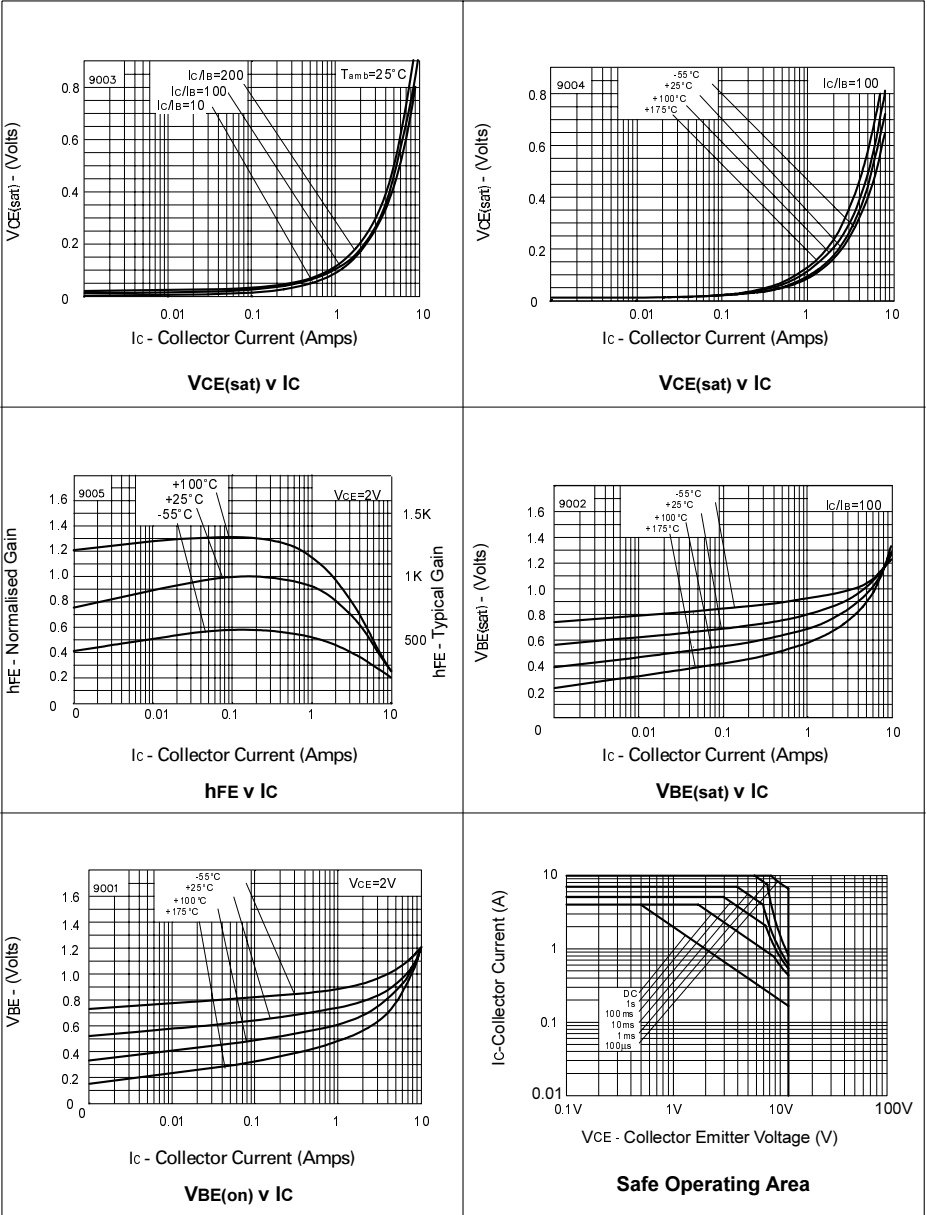 9003
IC/IB=200
IC/IB=100
IC/IB=10
Tamb=25°C
0.8
0.6
0.4
0.2
0
0.01
0.1
1
10
VCE(sat) - (Volts)
IC - Collector Current (Amps)
VCE(sat) v IC
9004
-55°C
+25°C
+100°C
+175°C
IC/IB=100
0.8
0.6
0.4
0.2
0
0.01
0.1
1
10
VCE(sat) - (Volts)
IC - Collector Current (Amps)
VCE(sat) v IC
9005
+100°C
+25°C
-55°C
VCE=2V
1.6
1.4
1.2
1.0
0.8
0.6
0.4
0.2
0
1.5K
1K
500
0
0.01
0.1
1
10
hFE - Normalised Gain
hFE - Typical Gain
IC - Collector Current (Amps)
hFE v IC
9002
-55°C
+25°C
+100°C
+175°C
IC/IB=100
1.6
1.4
1.2
1.0
0.8
0.6
0.4
0.2
0
0.01
0.1
1
10
VBE(sat) - (Volts)
IC - Collector Current (Amps)
VBE(sat) v IC
9001
-55°C
+25°C
+100°C
+175°C
VCE=2V
1.6
1.4
1.2
1.0
0.8
0.6
0.4
0.2
0
0
0.01
0.1
1
10
VBE - (Volts)
IC - Collector Current (Amps)
VBE(on) v IC
10
1
0.1
0.01
DC
1s
100ms
10ms
1ms
100µs
0.1V
1V
10V
100V
IC-Collector Current (A)
VCE - Collector Emitter Voltage (V)
Safe Operating Area